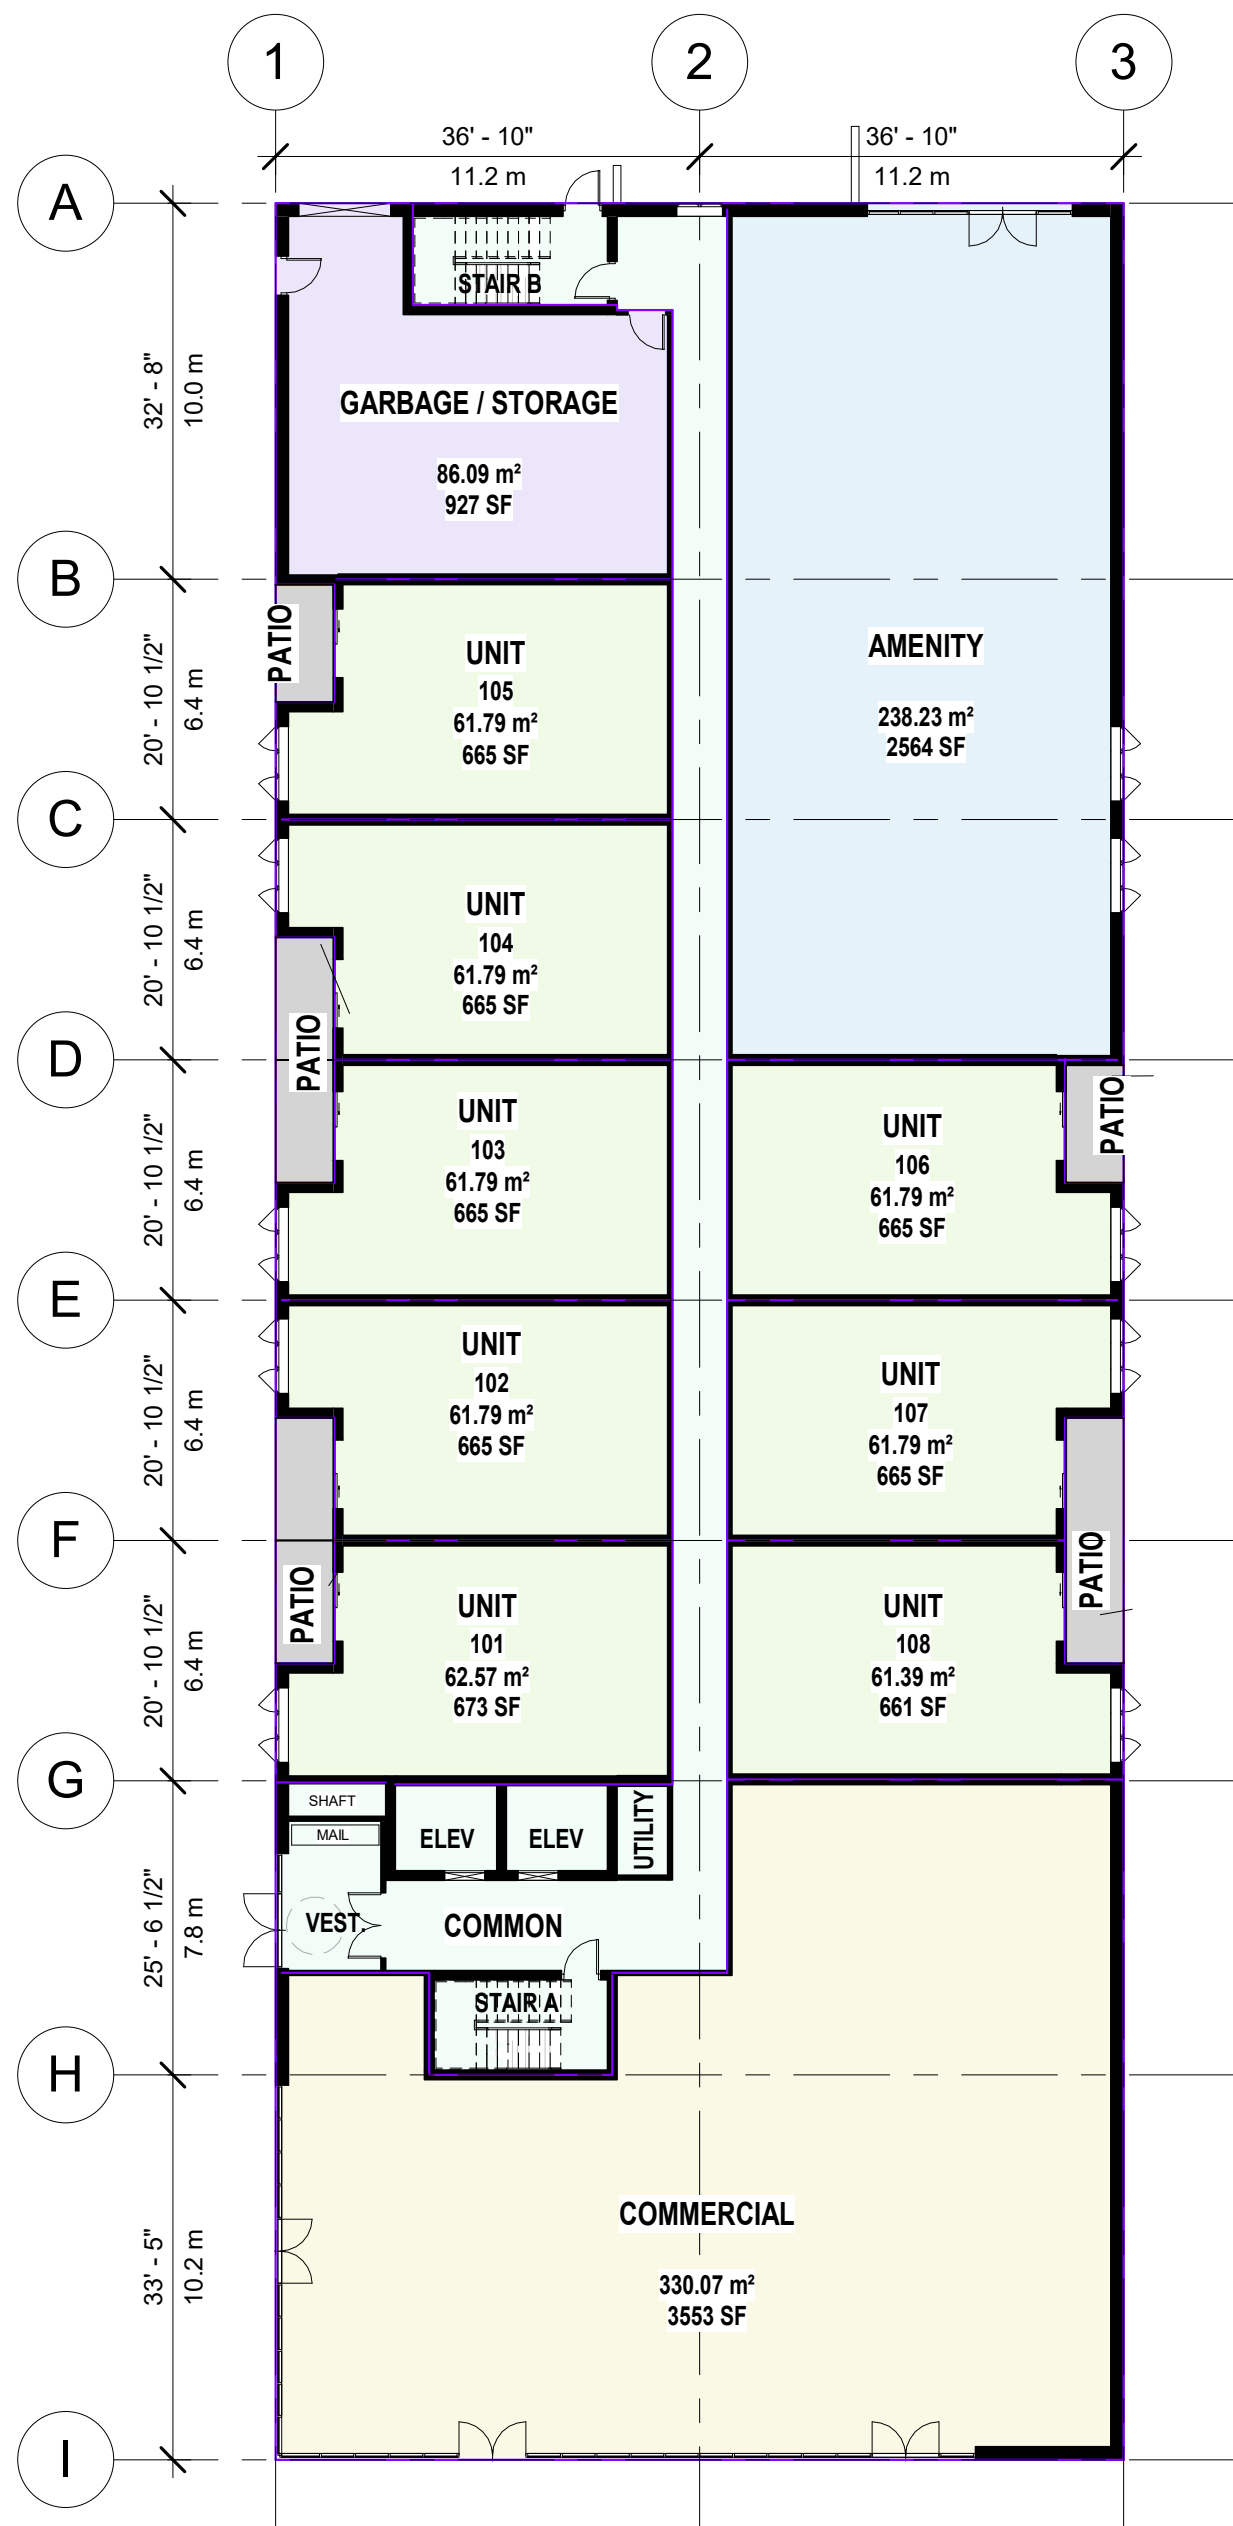 1
2
3
36' - 10"
36' - 10"
11.2 m
11.2 m
A
STAIR B
32' - 8"
10.0 m
GARBAGE / STORAGE
86.09 m²
927 SF
B
PATIO
20' - 10 1/2"
6.4 m
UNIT
105
61.79 m²
665 SF
AMENITY
238.23 m²
2564 SF
C
20' - 10 1/2"
6.4 m
UNIT
104
61.79 m²
665 SF
PATIO
D
20' - 10 1/2"
6.4 m
UNIT
103
61.79 m²
665 SF
UNIT
106
61.79 m²
665 SF
PATIO
E
20' - 10 1/2"
6.4 m
UNIT
102
61.79 m²
665 SF
UNIT
107
61.79 m²
665 SF
F
20' - 10 1/2"
6.4 m
PATIO
UNIT
101
62.57 m²
673 SF
UNIT
108
61.39 m²
661 SF
PATIO
G
SHAFT
MAIL
ELEV
ELEV
UTILITY
25' - 6 1/2"
7.8 m
VEST.
COMMON
STAIR A
H
33' - 5"
10.2 m
COMMERCIAL
330.07 m²
3553 SF
I